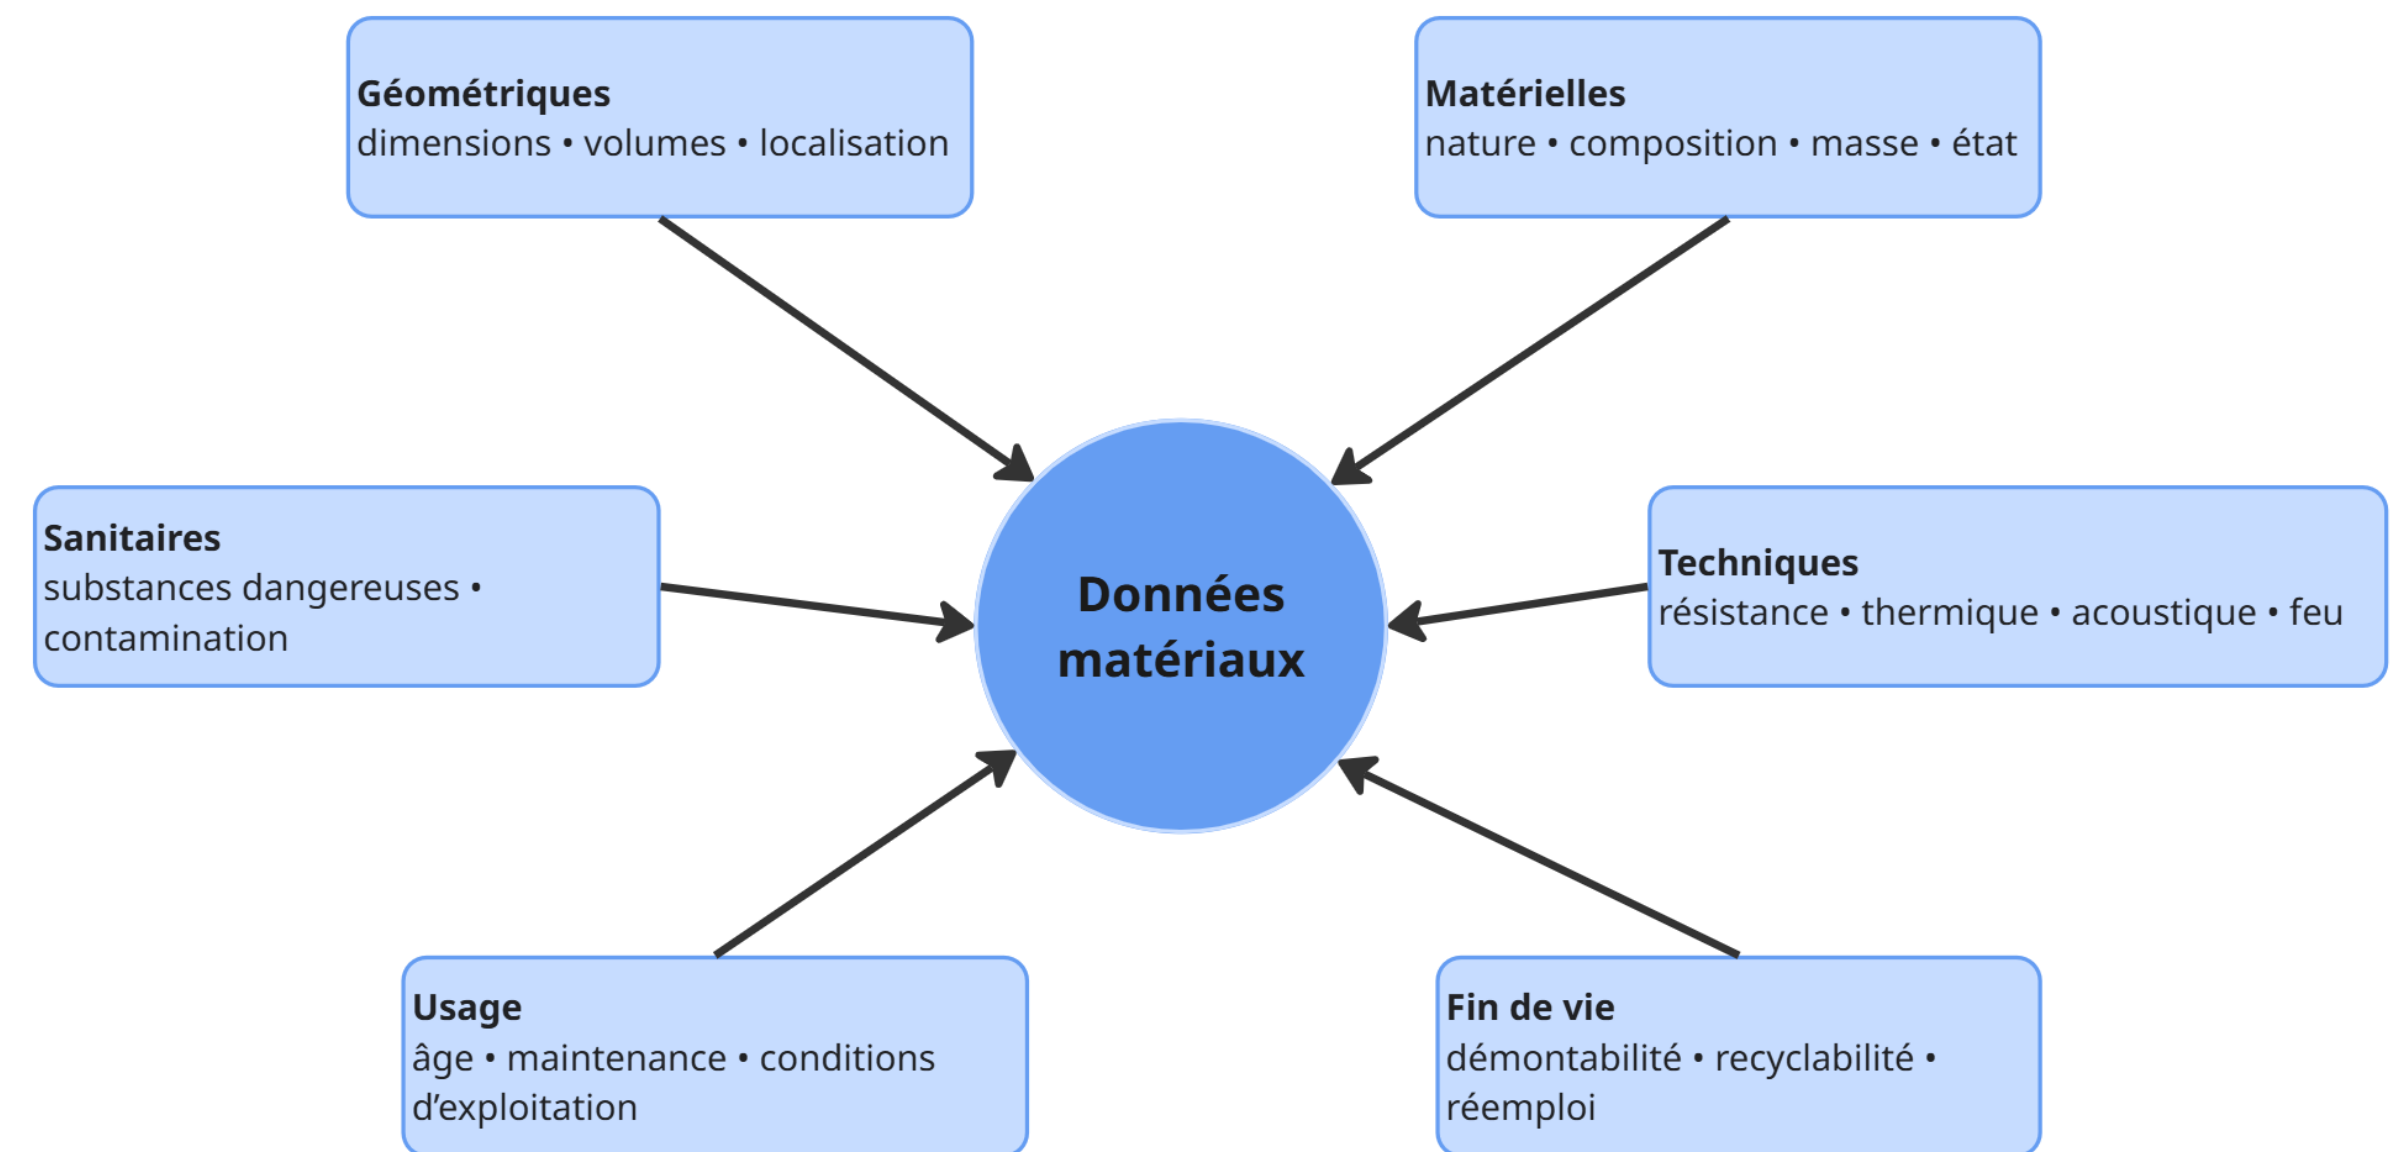 Géométriques
dimensions • volumes • localisation
Matérielles
nature • composition • masse • état
Sanitaires
substances dangereuses •
contamination
Données
matériaux
Techniques
résistance • thermique • acoustique • feu
Usage
âge • maintenance • conditions
d’exploitation
Fin de vie
démontabilité • recyclabilité •
réemploi